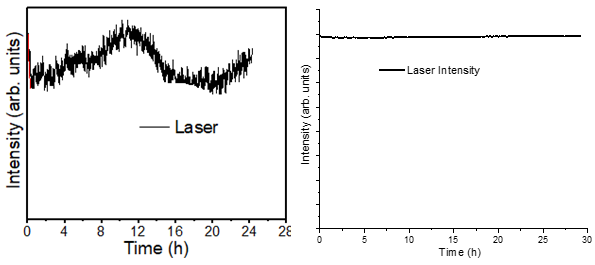 Intensity (arb. units)
Laser
0 4 8 12 16 20 24 28
Time (h)
Intensity (arb. units)
Laser Intensity
0 5 10 15 20 25 30
Time (h)